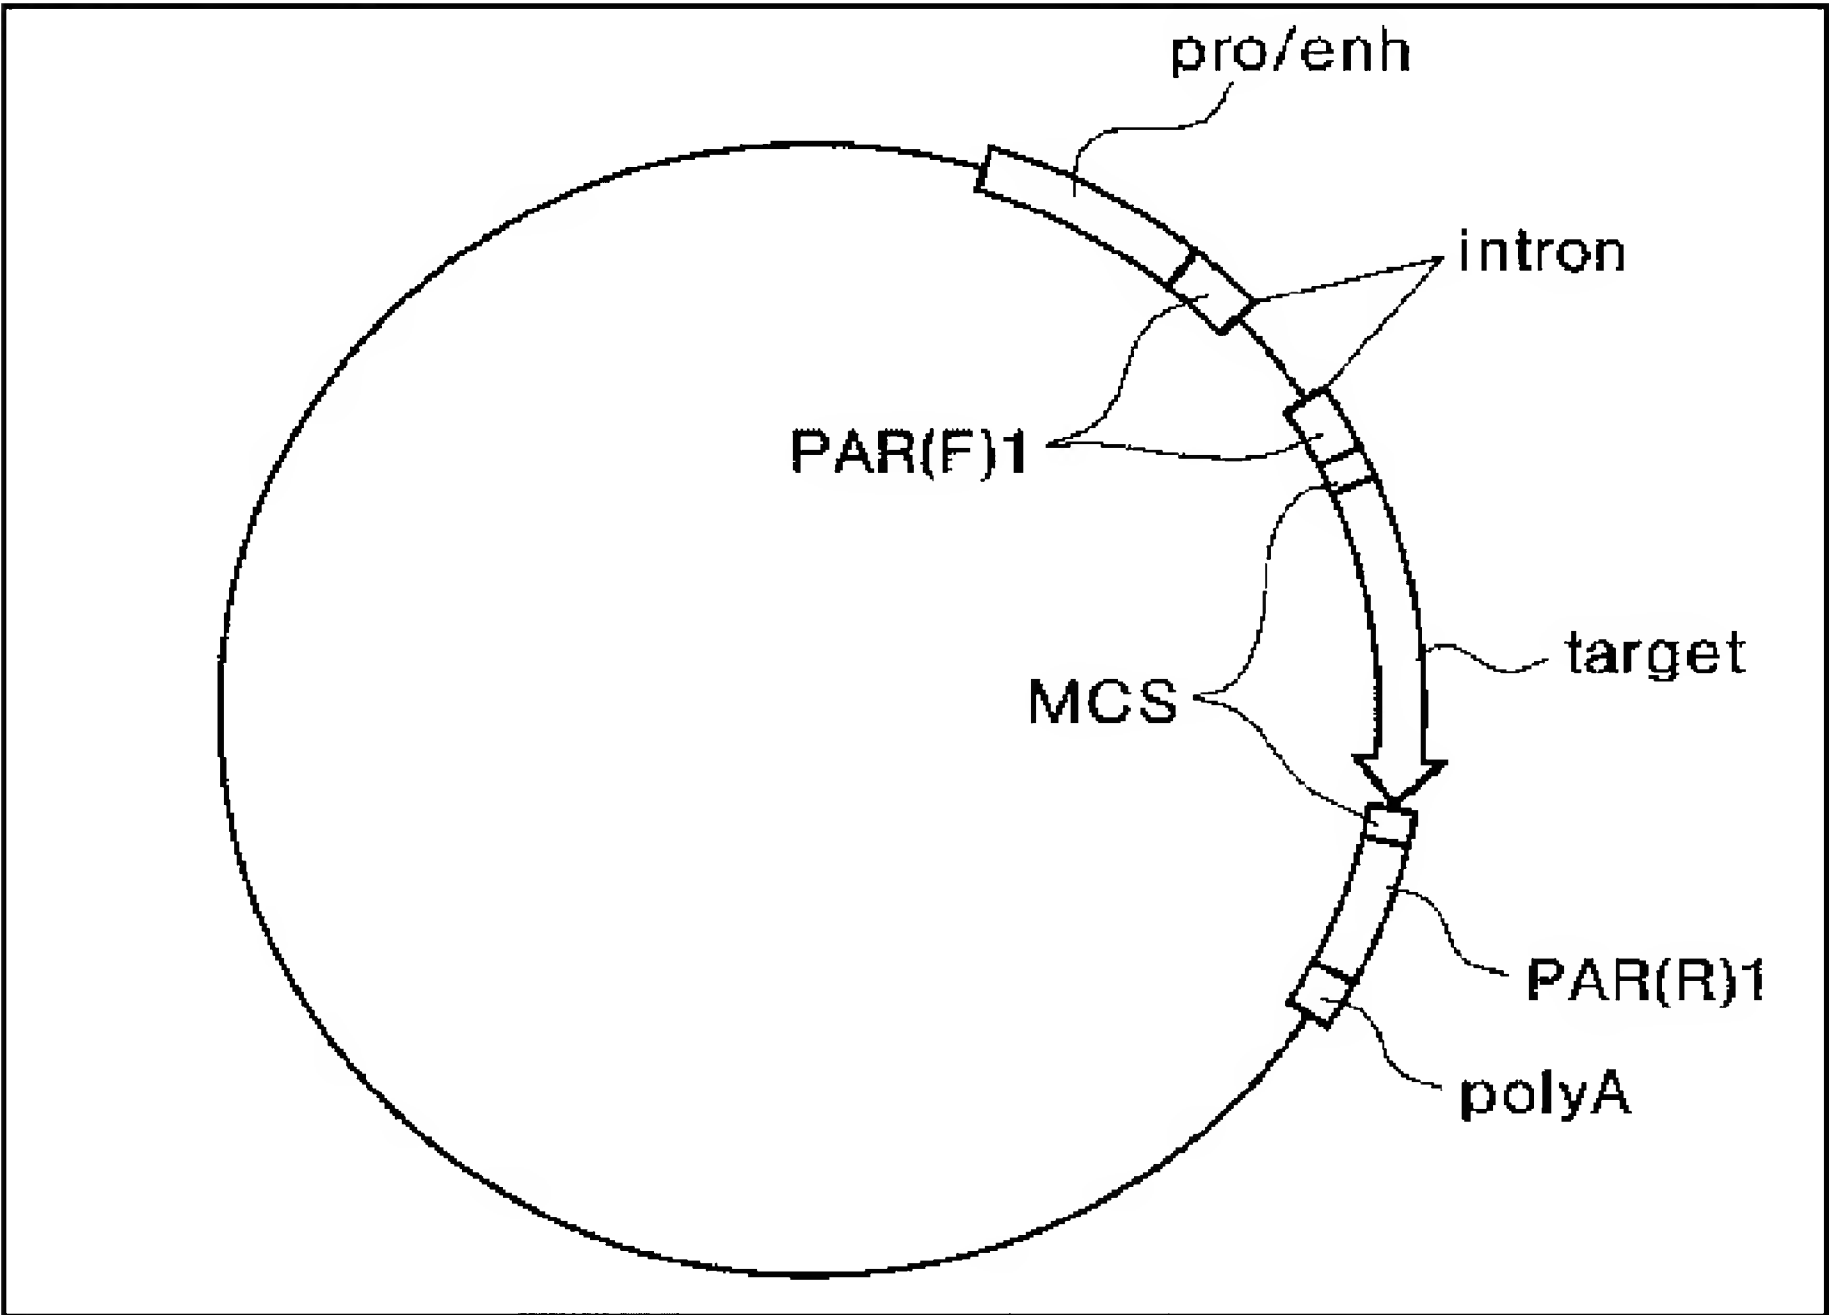 pro/enh
intron
PAR(F)1
target
MCS
PAR(R)1
polyA